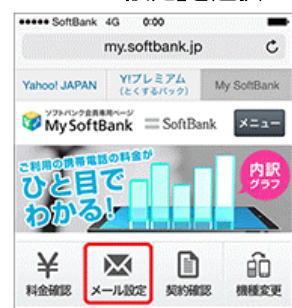 SoftBank 4G 0:00
my.softbank.jp
Yahoo! JAPAN Y!プレミアム (とくするパック) My SoftBank
ソフトバンク会員専用ページ
My SoftBank SoftBank メニュー
ご利用の携帯電話の料金が
ひと目で
わかる!
内訳
グラフ
料金確認 メール設定 契約確認 機種変更